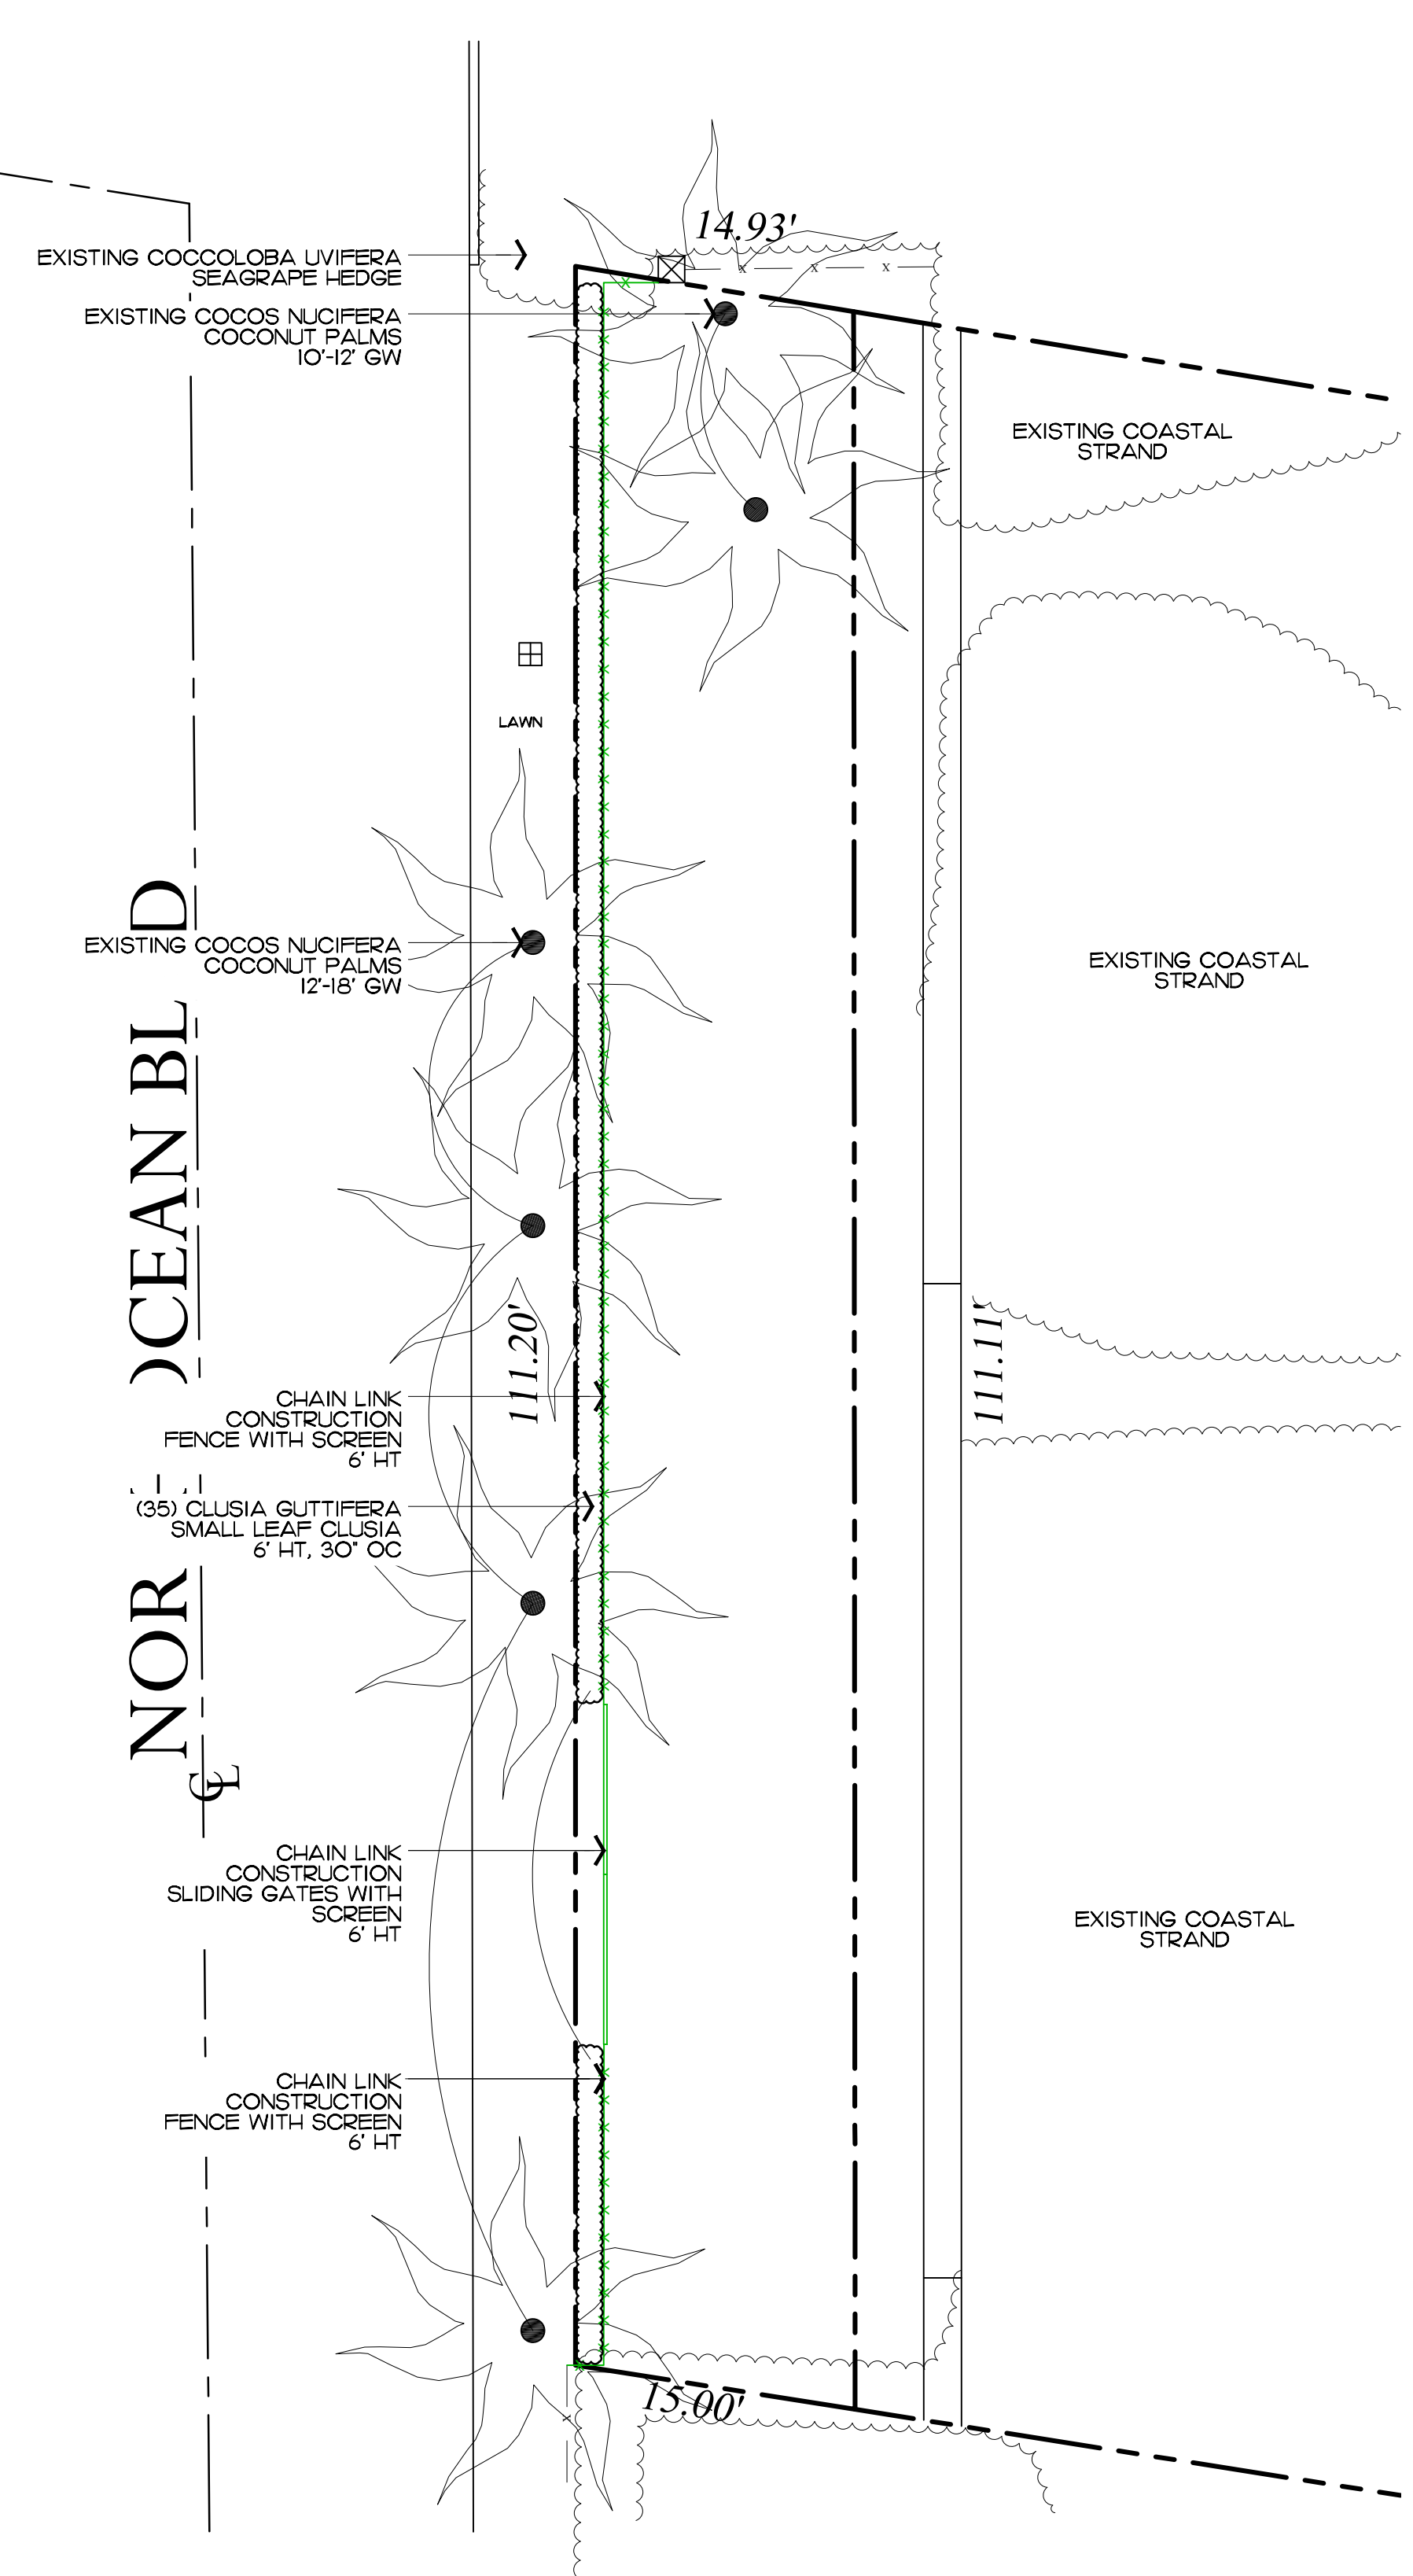 14.93'
EXISTING COCCOLOBA UVIFERA
SEAGRAPE HEDGE
EXISTING COCOS NUCIFERA
COCONUT PALMS
10'-12' GW
EXISTING COASTAL
STRAND
LAWN
EXISTING COCOS NUCIFERA
COCONUT PALMS
12'-18' GW
EXISTING COASTAL
STRAND
NOR OCEAN BL D
111.20'
111.11'
CHAIN LINK
CONSTRUCTION
FENCE WITH SCREEN
6' HT
(35) CLUSIA GUTTIFERA
SMALL LEAF CLUSIA
6' HT, 30" OC
CL
CHAIN LINK
CONSTRUCTION
SLIDING GATES WITH
SCREEN
6' HT
EXISTING COASTAL
STRAND
CHAIN LINK
CONSTRUCTION
FENCE WITH SCREEN
6' HT
15.00'